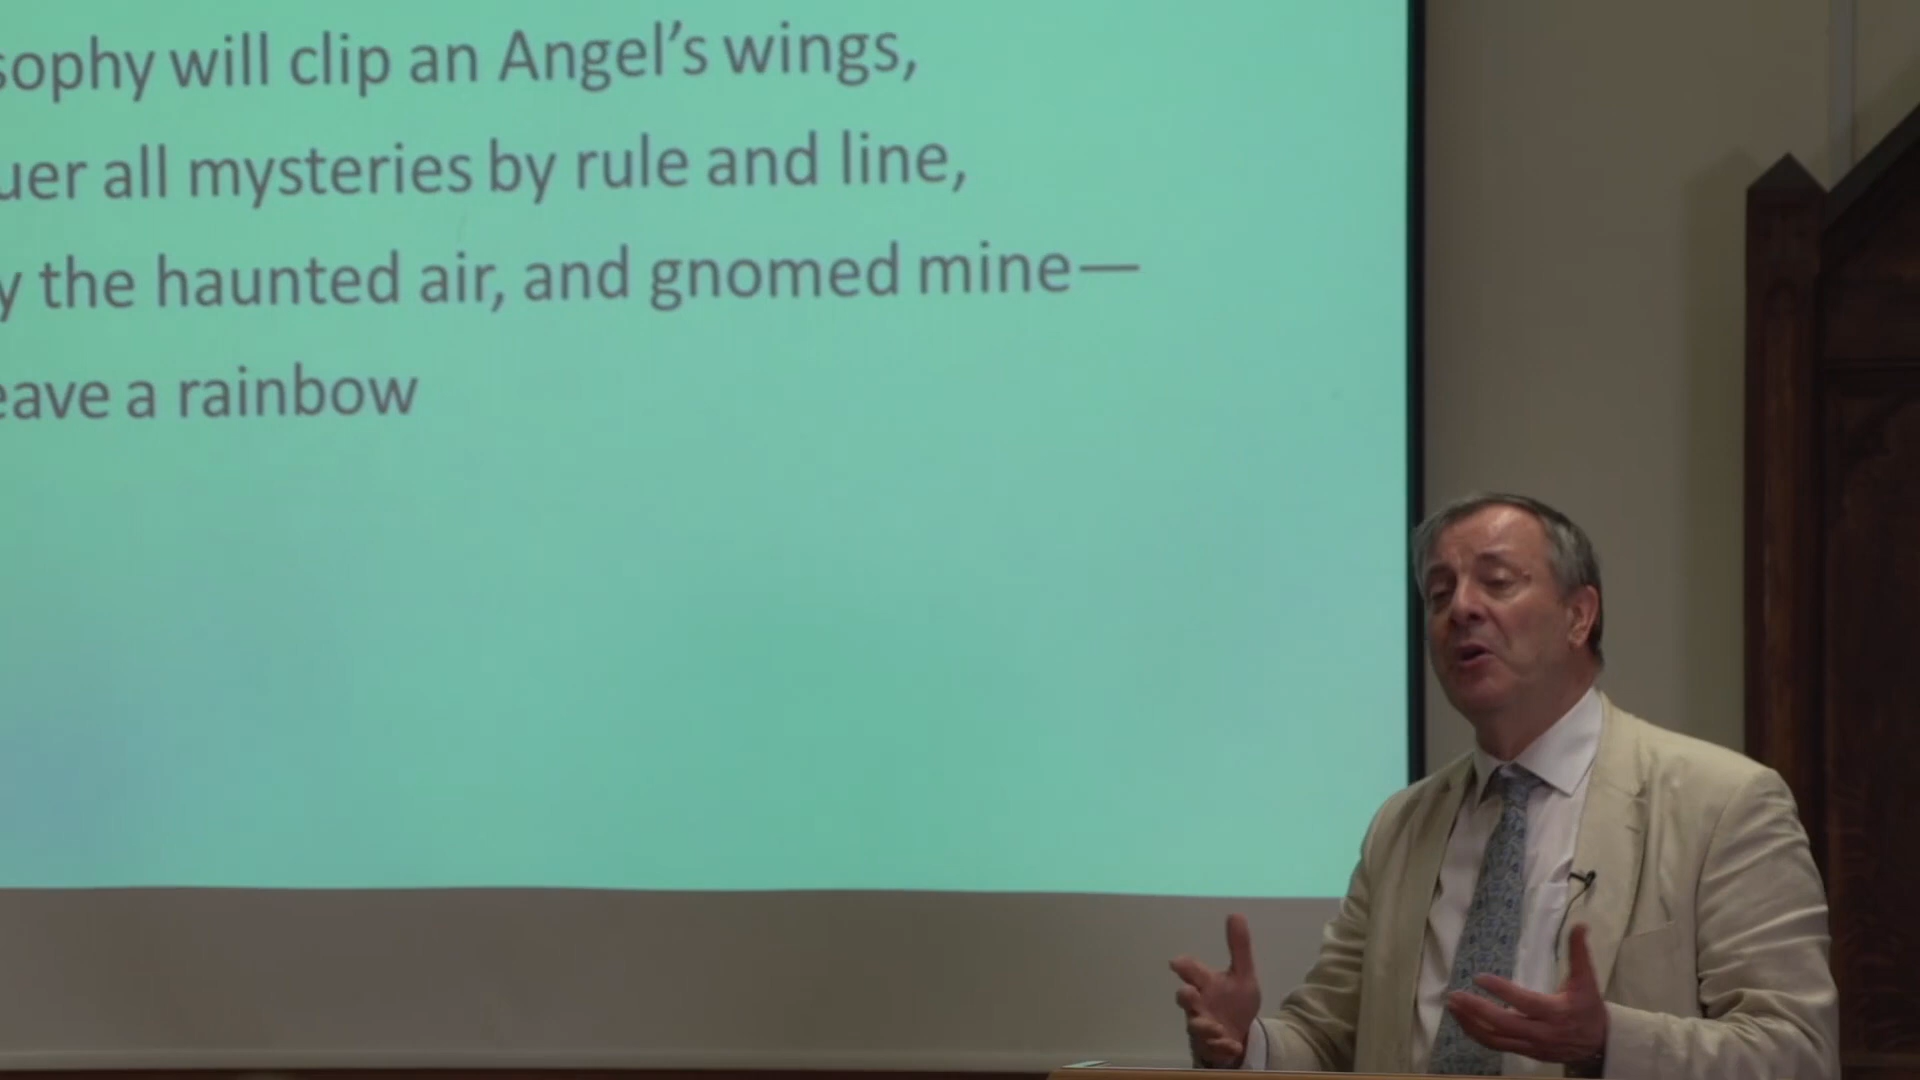 sophy will clip an Angel’s wings,
uer all mysteries by rule and line,
y the haunted air, and gnomed mine—
eave a rainbow